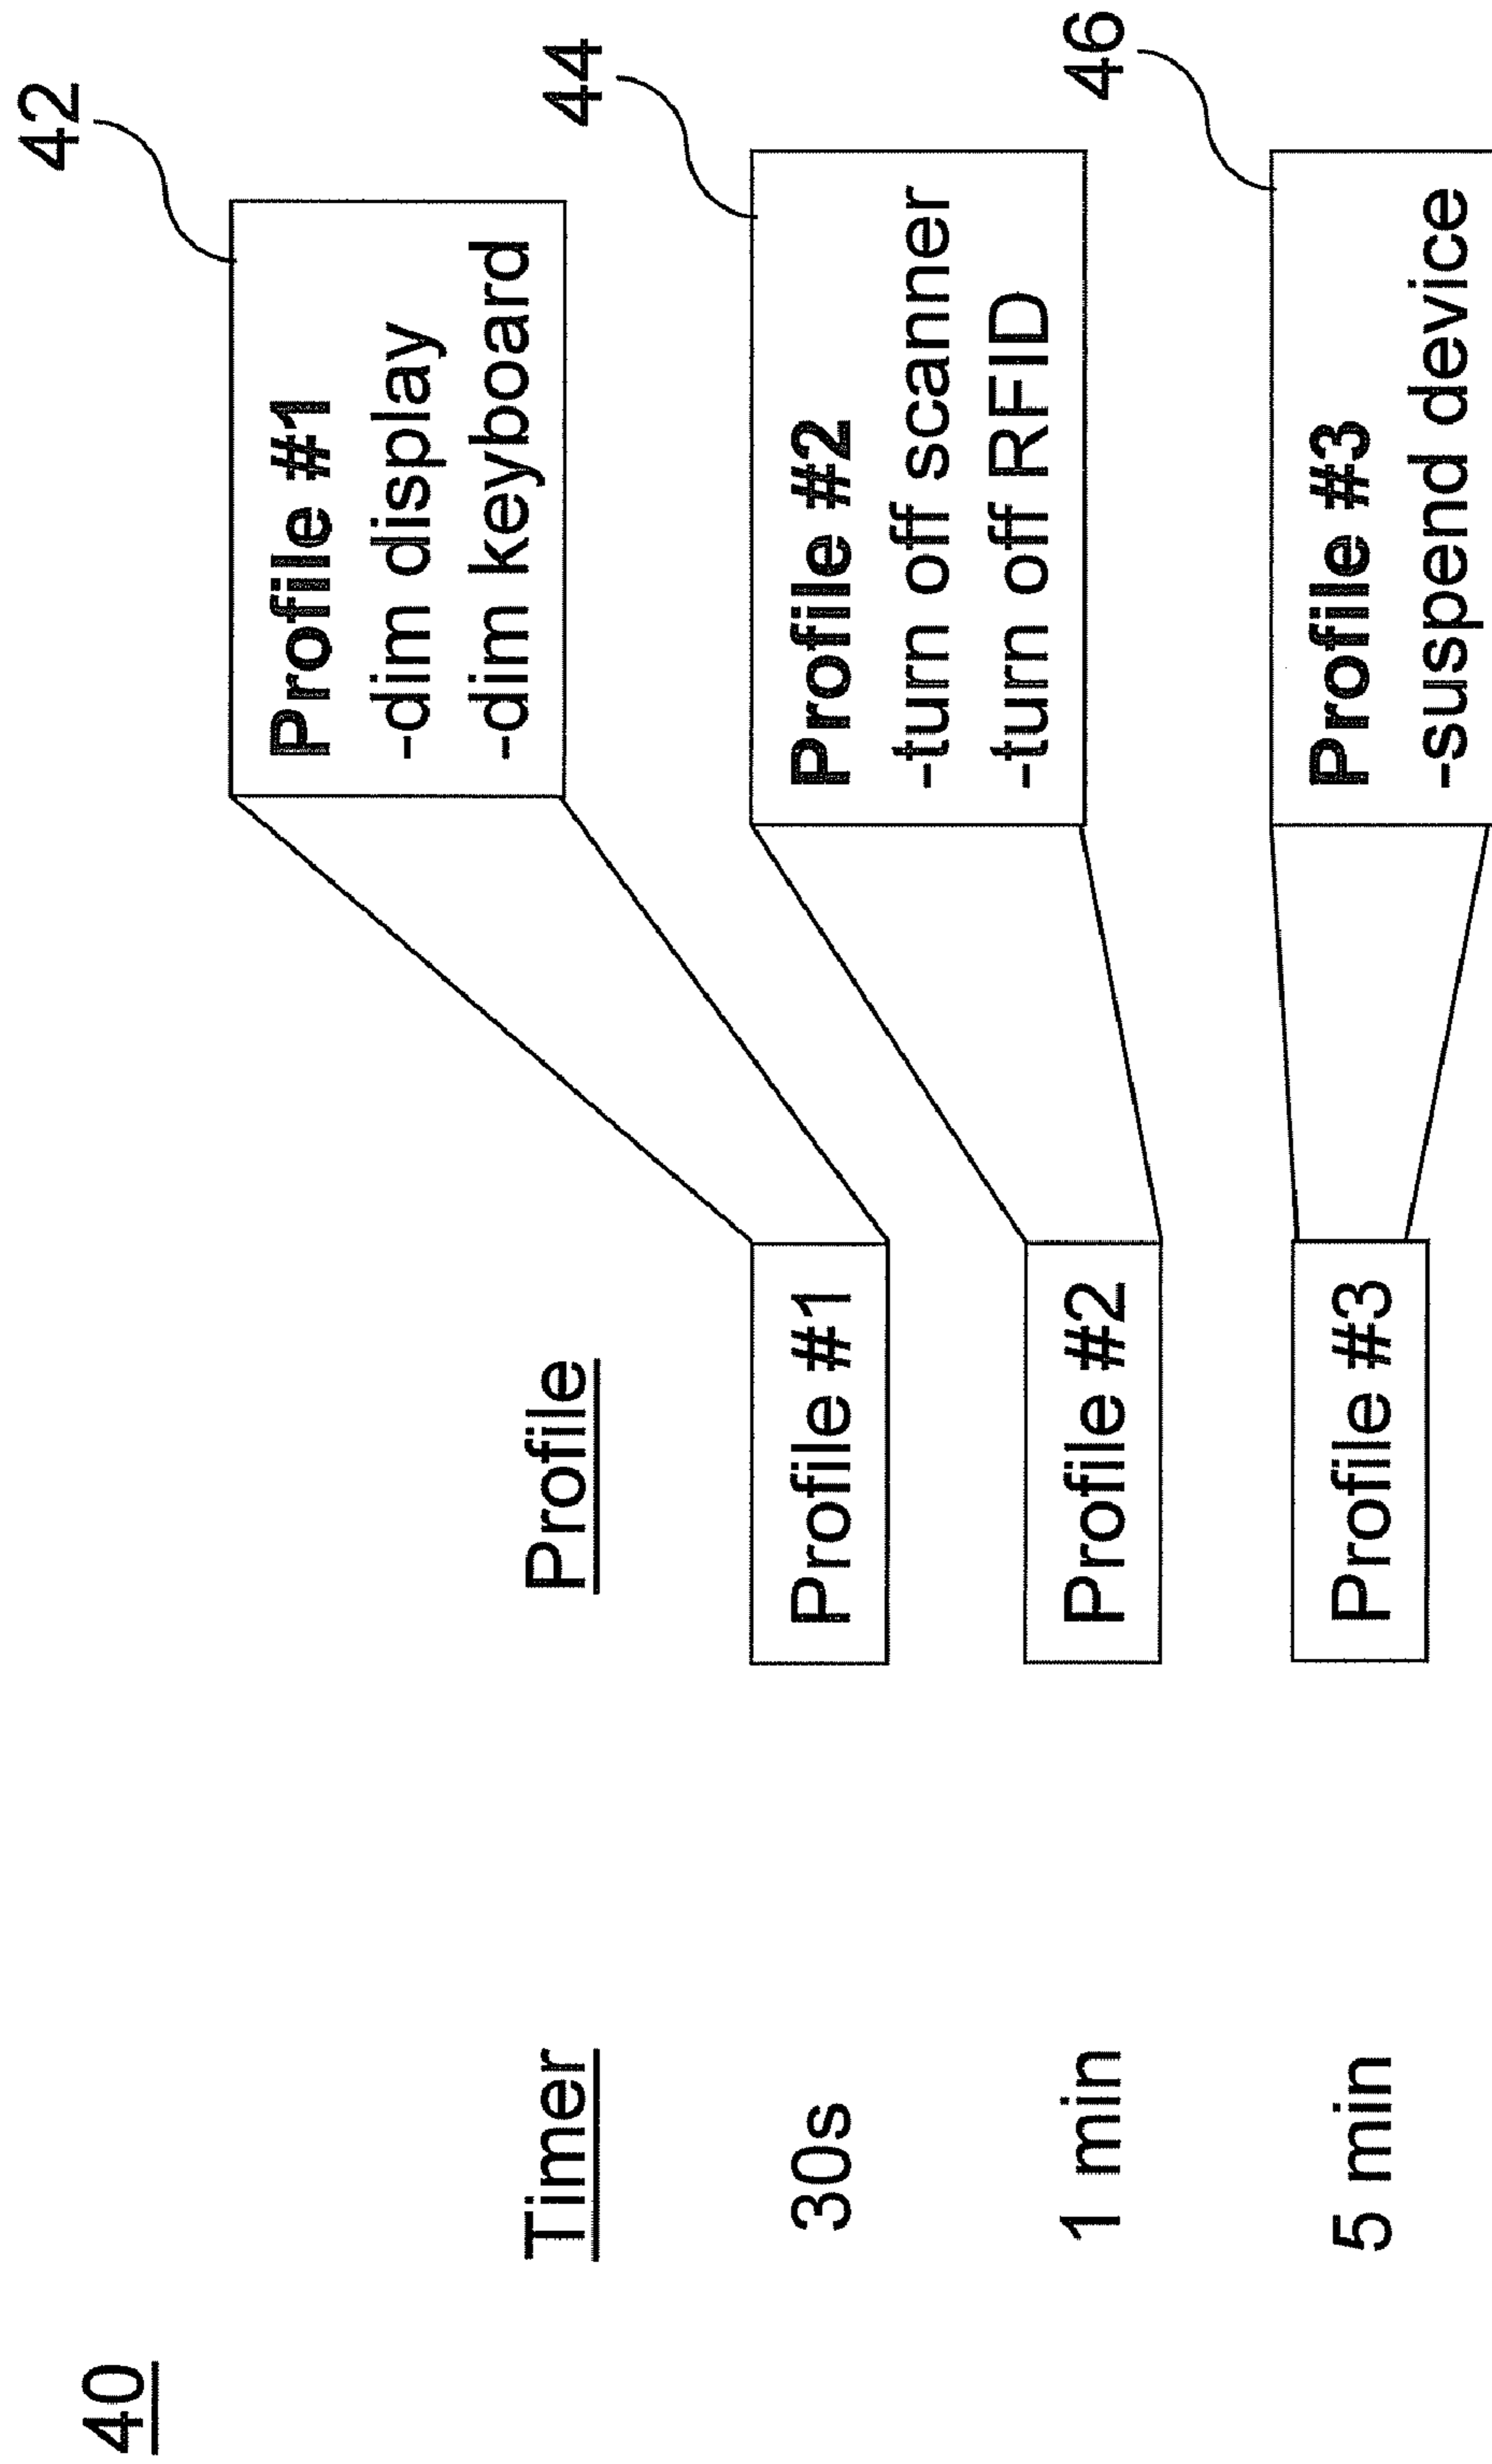 40
Timer
Profile
30s
Profile #1
1 min
Profile #2
5 min
Profile #3
42
Profile #1
-dim display
-dim keyboard
44
Profile #2
-turn off scanner
-turn off RFID
46
Profile #3
-suspend device